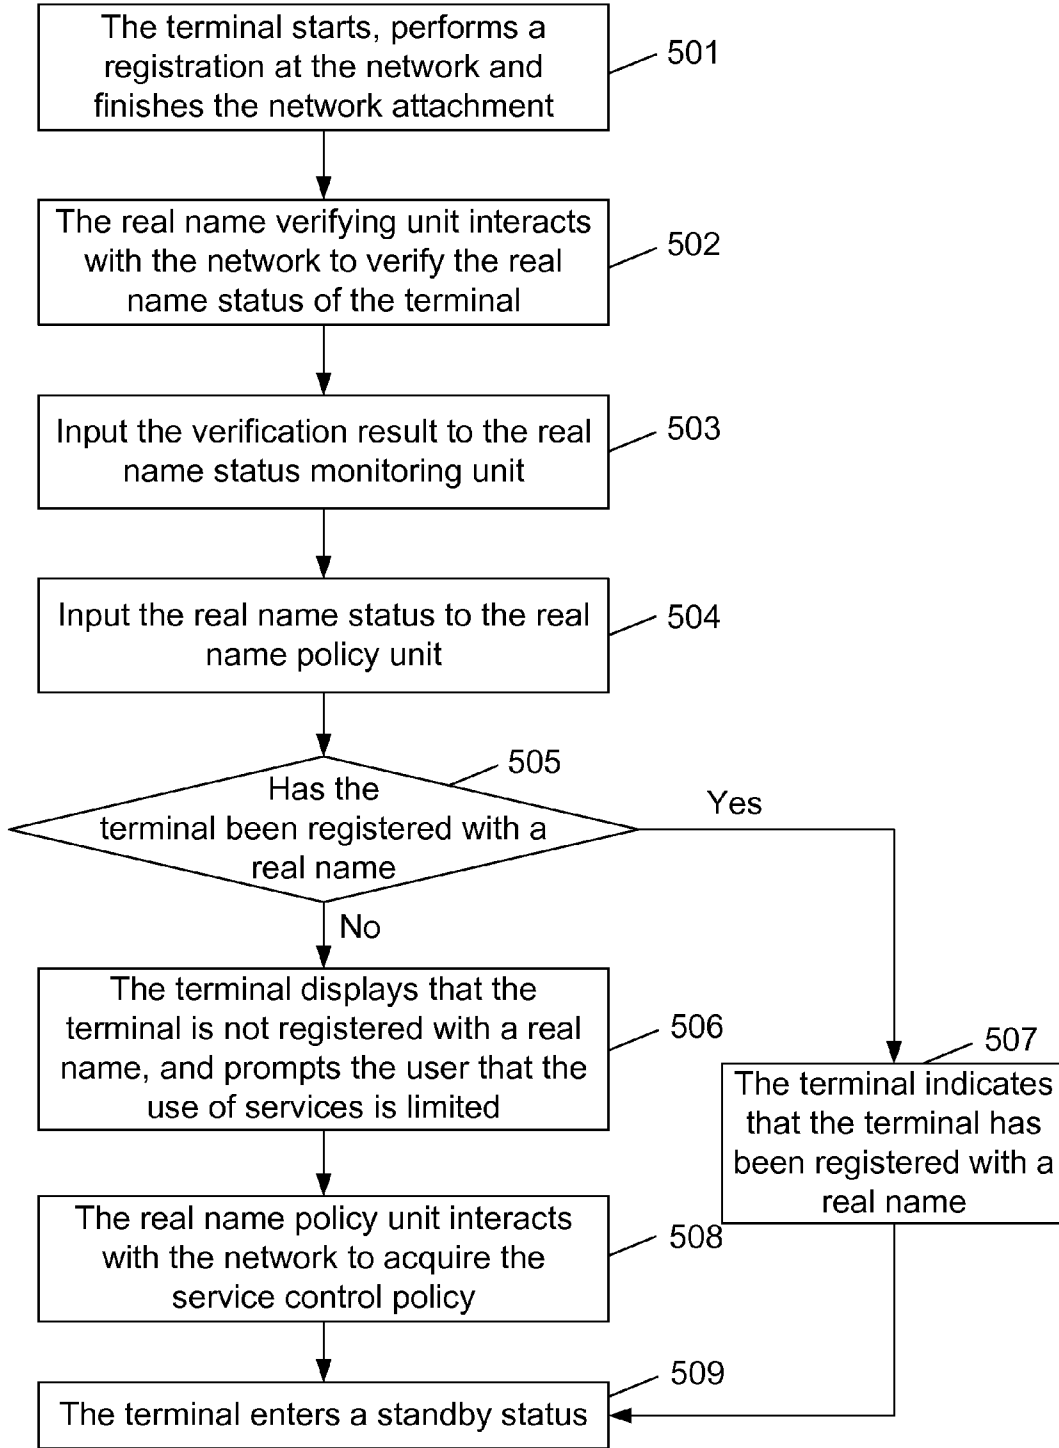 The terminal starts, performs a
registration at the network and
finishes the network attachment
501
The real name verifying unit interacts
with the network to verify the real
name status of the terminal
502
Input the verification result to the real
name status monitoring unit
503
Input the real name status to the real
name policy unit
504
505
Has the
terminal been registered with a
real name
Yes
No
The terminal displays that the
terminal is not registered with a real
name, and prompts the user that the
use of services is limited
506
507
The terminal indicates
that the terminal has
been registered with a
real name
The real name policy unit interacts
with the network to acquire the
service control policy
508
509
The terminal enters a standby status